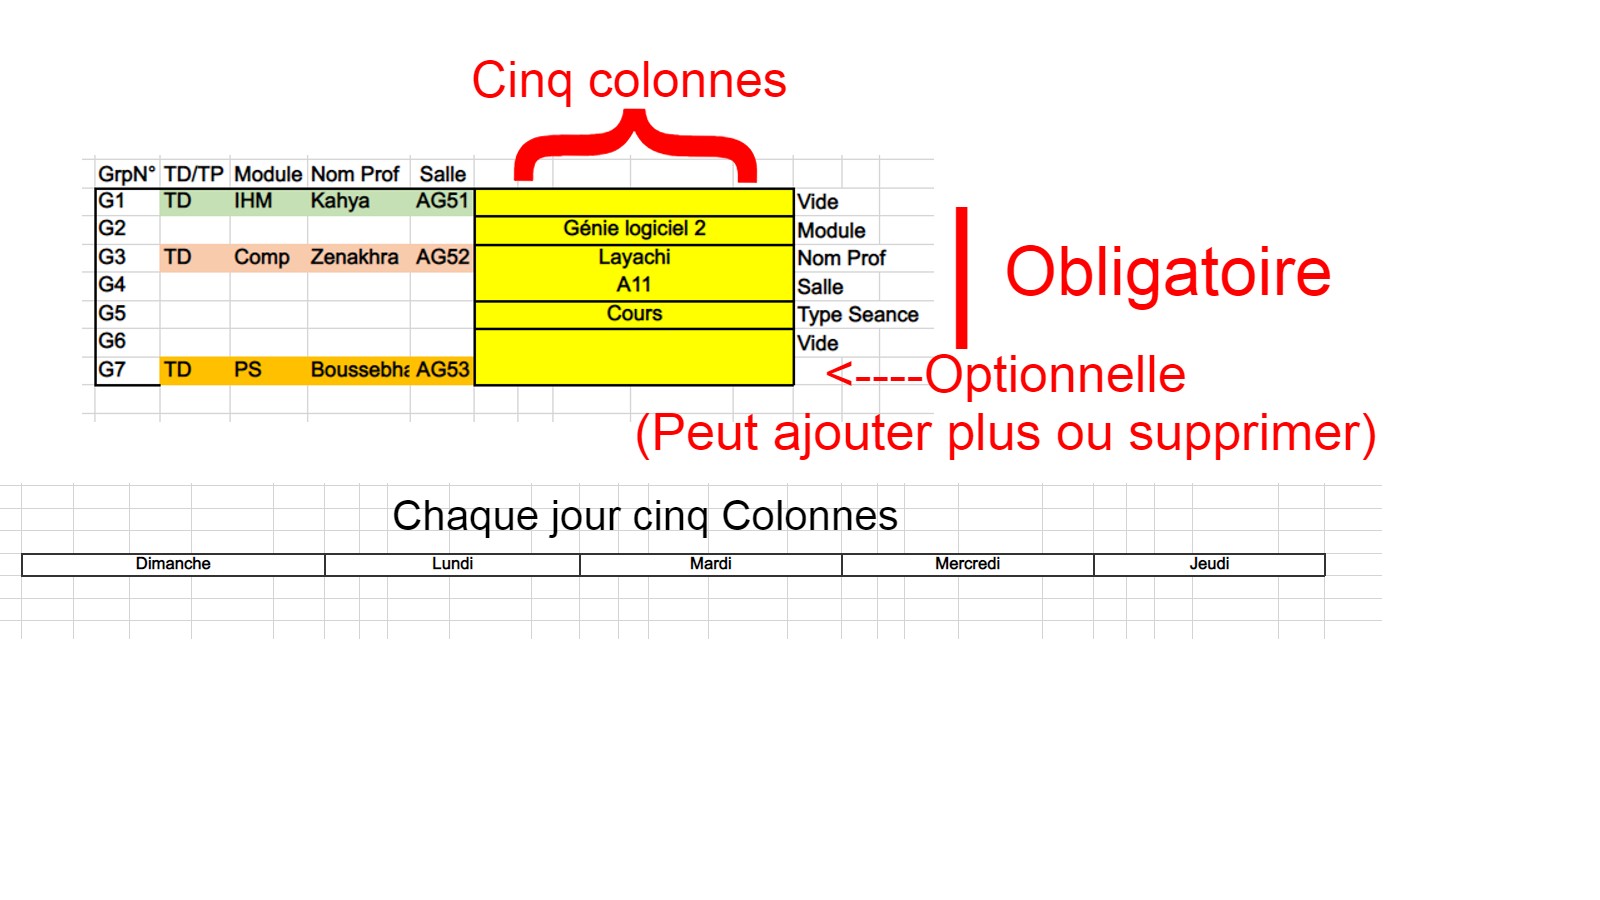 Cinq colonnes
GrpN° TD/TP Module Nom Prof Salle
G1 TD IHM Kahya AG51 Vide
G2 Génie logiciel 2 Module
G3 TD Comp Zenakhra AG52 Layachi Nom Prof
G4 A11 Salle
G5 Cours Type Seance
G6 Vide
G7 TD PS Boussebha AG53
Obligatoire
<----Optionnelle
(Peut ajouter plus ou supprimer)
Chaque jour cinq Colonnes
Dimanche Lundi Mardi Mercredi Jeudi